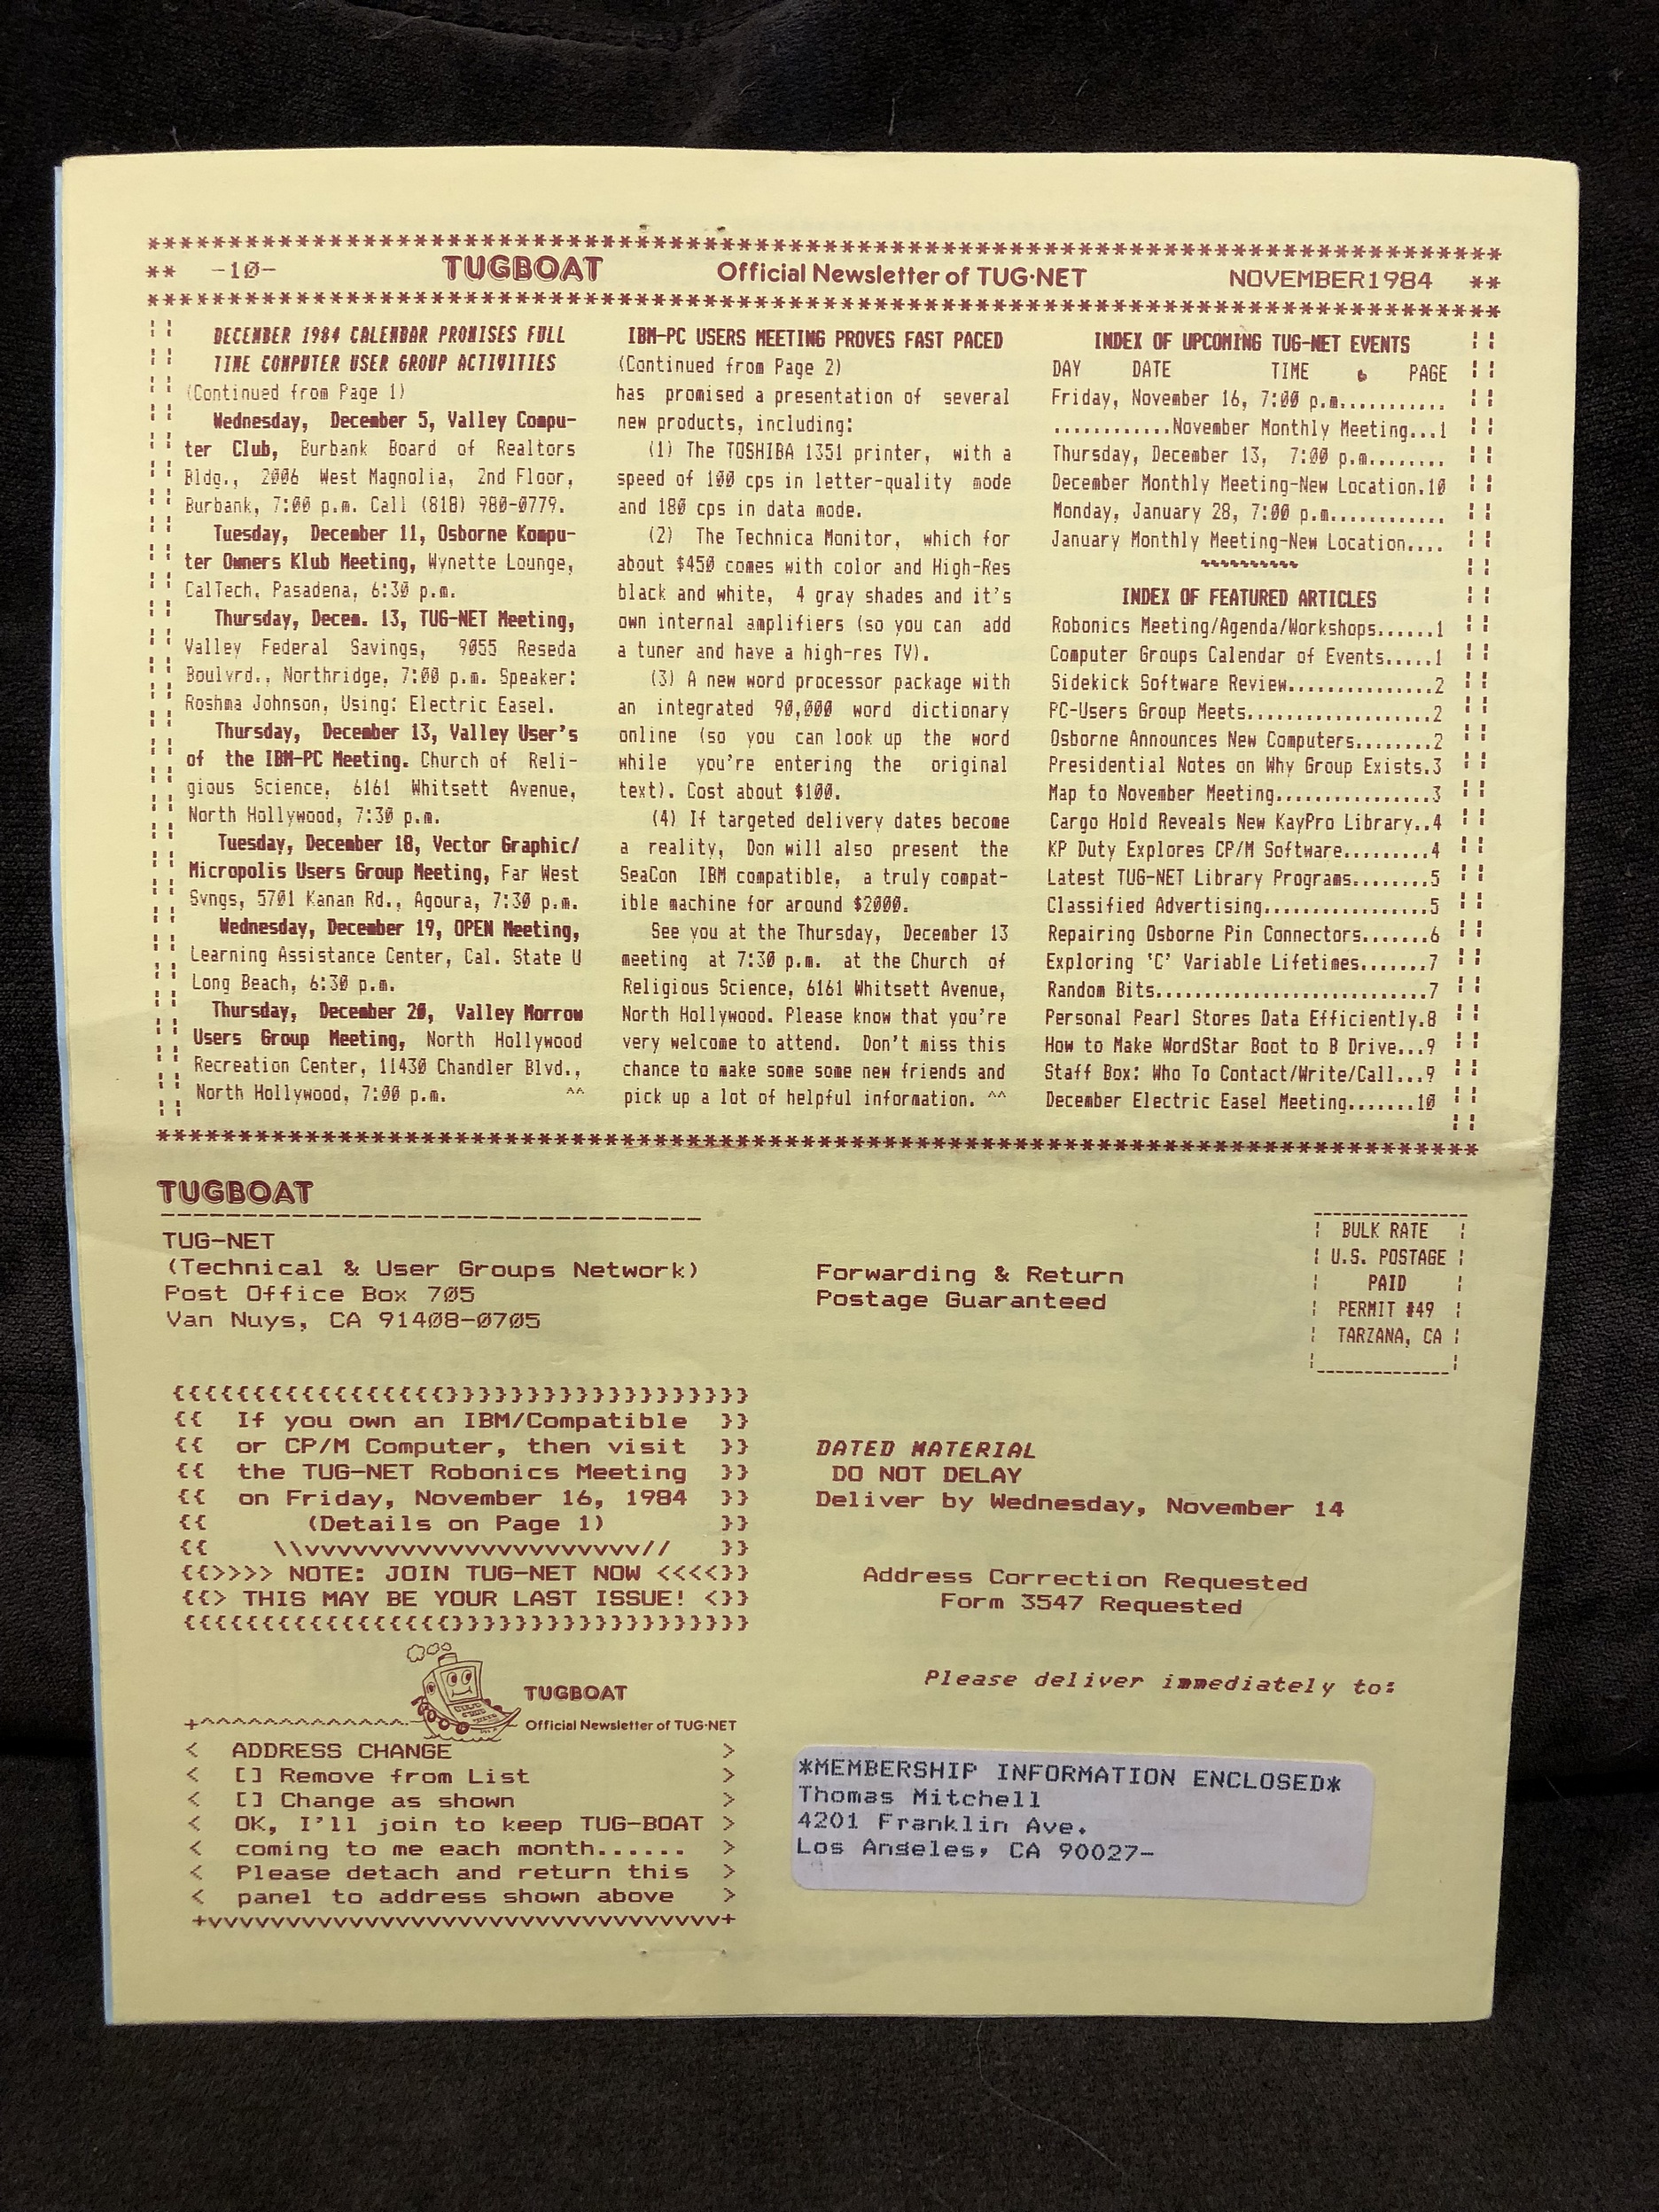 ************************************************************************************
** -10- TUGBOAT Official Newsletter of TUG·NET NOVEMBER1984 **
************************************************************************************
DECEMBER 1984 CALENDAR PROMISES FULL
TIME COMPUTER USER GROUP ACTIVITIES
(Continued from Page 1)
Wednesday, December 5, Valley Compu-
ter Club, Burbank Board of Realtors
Bldg., 2006 West Magnolia, 2nd Floor,
Burbank, 7:00 p.m. Call (818) 980-0779.
Tuesday, December 11, Osborne Kompu-
ter Owners Klub Meeting, Wynette Lounge,
CalTech, Pasadena, 6:30 p.m.
Thursday, Decem. 13, TUG-NET Meeting,
Valley Federal Savings, 9055 Reseda
Boulvrd., Northridge, 7:00 p.m. Speaker:
Roshma Johnson, Using: Electric Easel.
Thursday, December 13, Valley User's
of the IBM-PC Meeting. Church of Reli-
gious Science, 6161 Whitsett Avenue,
North Hollywood, 7:30 p.m.
Tuesday, December 18, Vector Graphic/
Micropolis Users Group Meeting, Far West
Svngs, 5701 Kanan Rd., Agoura, 7:30 p.m.
Wednesday, December 19, OPEN Meeting,
Learning Assistance Center, Cal. State U
Long Beach, 6:30 p.m.
Thursday, December 20, Valley Morrow
Users Group Meeting, North Hollywood
Recreation Center, 11430 Chandler Blvd.,
North Hollywood, 7:00 p.m. ^^
IBM-PC USERS MEETING PROVES FAST PACED
(Continued from Page 2)
has promised a presentation of several
new products, including:
(1) The TOSHIBA 1351 printer, with a
speed of 100 cps in letter-quality mode
and 180 cps in data mode.
(2) The Technica Monitor, which for
about $450 comes with color and High-Res
black and white, 4 gray shades and it's
own internal amplifiers (so you can add
a tuner and have a high-res TV).
(3) A new word processor package with
an integrated 90,000 word dictionary
online (so you can look up the word
while you're entering the original
text). Cost about $100.
(4) If targeted delivery dates become
a reality, Don will also present the
SeaCon IBM compatible, a truly compat-
ible machine for around $2000.
See you at the Thursday, December 13
meeting at 7:30 p.m. at the Church of
Religious Science, 6161 Whitsett Avenue,
North Hollywood. Please know that you're
very welcome to attend. Don't miss this
chance to make some some new friends and
pick up a lot of helpful information. ^^
INDEX OF UPCOMING TUG-NET EVENTS
DAY DATE TIME PAGE
Friday, November 16, 7:00 p.m...........
............November Monthly Meeting...1
Thursday, December 13, 7:00 p.m........
December Monthly Meeting-New Location.10
Monday, January 28, 7:00 p.m............
January Monthly Meeting-New Location....
~~~~~~~~~~
INDEX OF FEATURED ARTICLES
Robonics Meeting/Agenda/Workshops......1
Computer Groups Calendar of Events.....1
Sidekick Software Review...............2
PC-Users Group Meets...................2
Osborne Announces New Computers........2
Presidential Notes on Why Group Exists.3
Map to November Meeting................3
Cargo Hold Reveals New KayPro Library..4
KP Duty Explores CP/M Software.........4
Latest TUG-NET Library Programs........5
Classified Advertising.................5
Repairing Osborne Pin Connectors.......6
Exploring 'C' Variable Lifetimes.......7
Random Bits............................7
Personal Pearl Stores Data Efficiently.8
How to Make WordStar Boot to B Drive...9
Staff Box: Who To Contact/Write/Call...9
December Electric Easel Meeting.......10
************************************************************************************
TUGBOAT
----------------------------------
TUG-NET
(Technical & User Groups Network)
Post Office Box 705
Van Nuys, CA 91408-0705
Forwarding & Return
Postage Guaranteed
BULK RATE
U.S. POSTAGE
PAID
PERMIT #49
TARZANA, CA
{{{{{{{{{{{{{{{{{}}}}}}}}}}}}}}}}}}}
{{ If you own an IBM/Compatible }}
{{ or CP/M Computer, then visit }}
{{ the TUG-NET Robonics Meeting }}
{{ on Friday, November 16, 1984 }}
{{ (Details on Page 1) }}
{{ \\vvvvvvvvvvvvvvvvvvvvv// }}
{{>>>> NOTE: JOIN TUG-NET NOW <<<<}}
{{> THIS MAY BE YOUR LAST ISSUE! <}}
{{{{{{{{{{{{{{{{{}}}}}}}}}}}}}}}}}}}
DATED MATERIAL
DO NOT DELAY
Deliver by Wednesday, November 14
Address Correction Requested
Form 3547 Requested
Please deliver immediately to:
TUGBOAT
Official Newsletter of TUG·NET
< ADDRESS CHANGE >
< [] Remove from List >
< [] Change as shown >
< OK, I'll join to keep TUG-BOAT >
< coming to me each month...... >
< Please detach and return this >
< panel to address shown above >
+vvvvvvvvvvvvvvvvvvvvvvvvvvvvvvvv+
*MEMBERSHIP INFORMATION ENCLOSED*
Thomas Mitchell
4201 Franklin Ave.
Los Angeles, CA 90027-